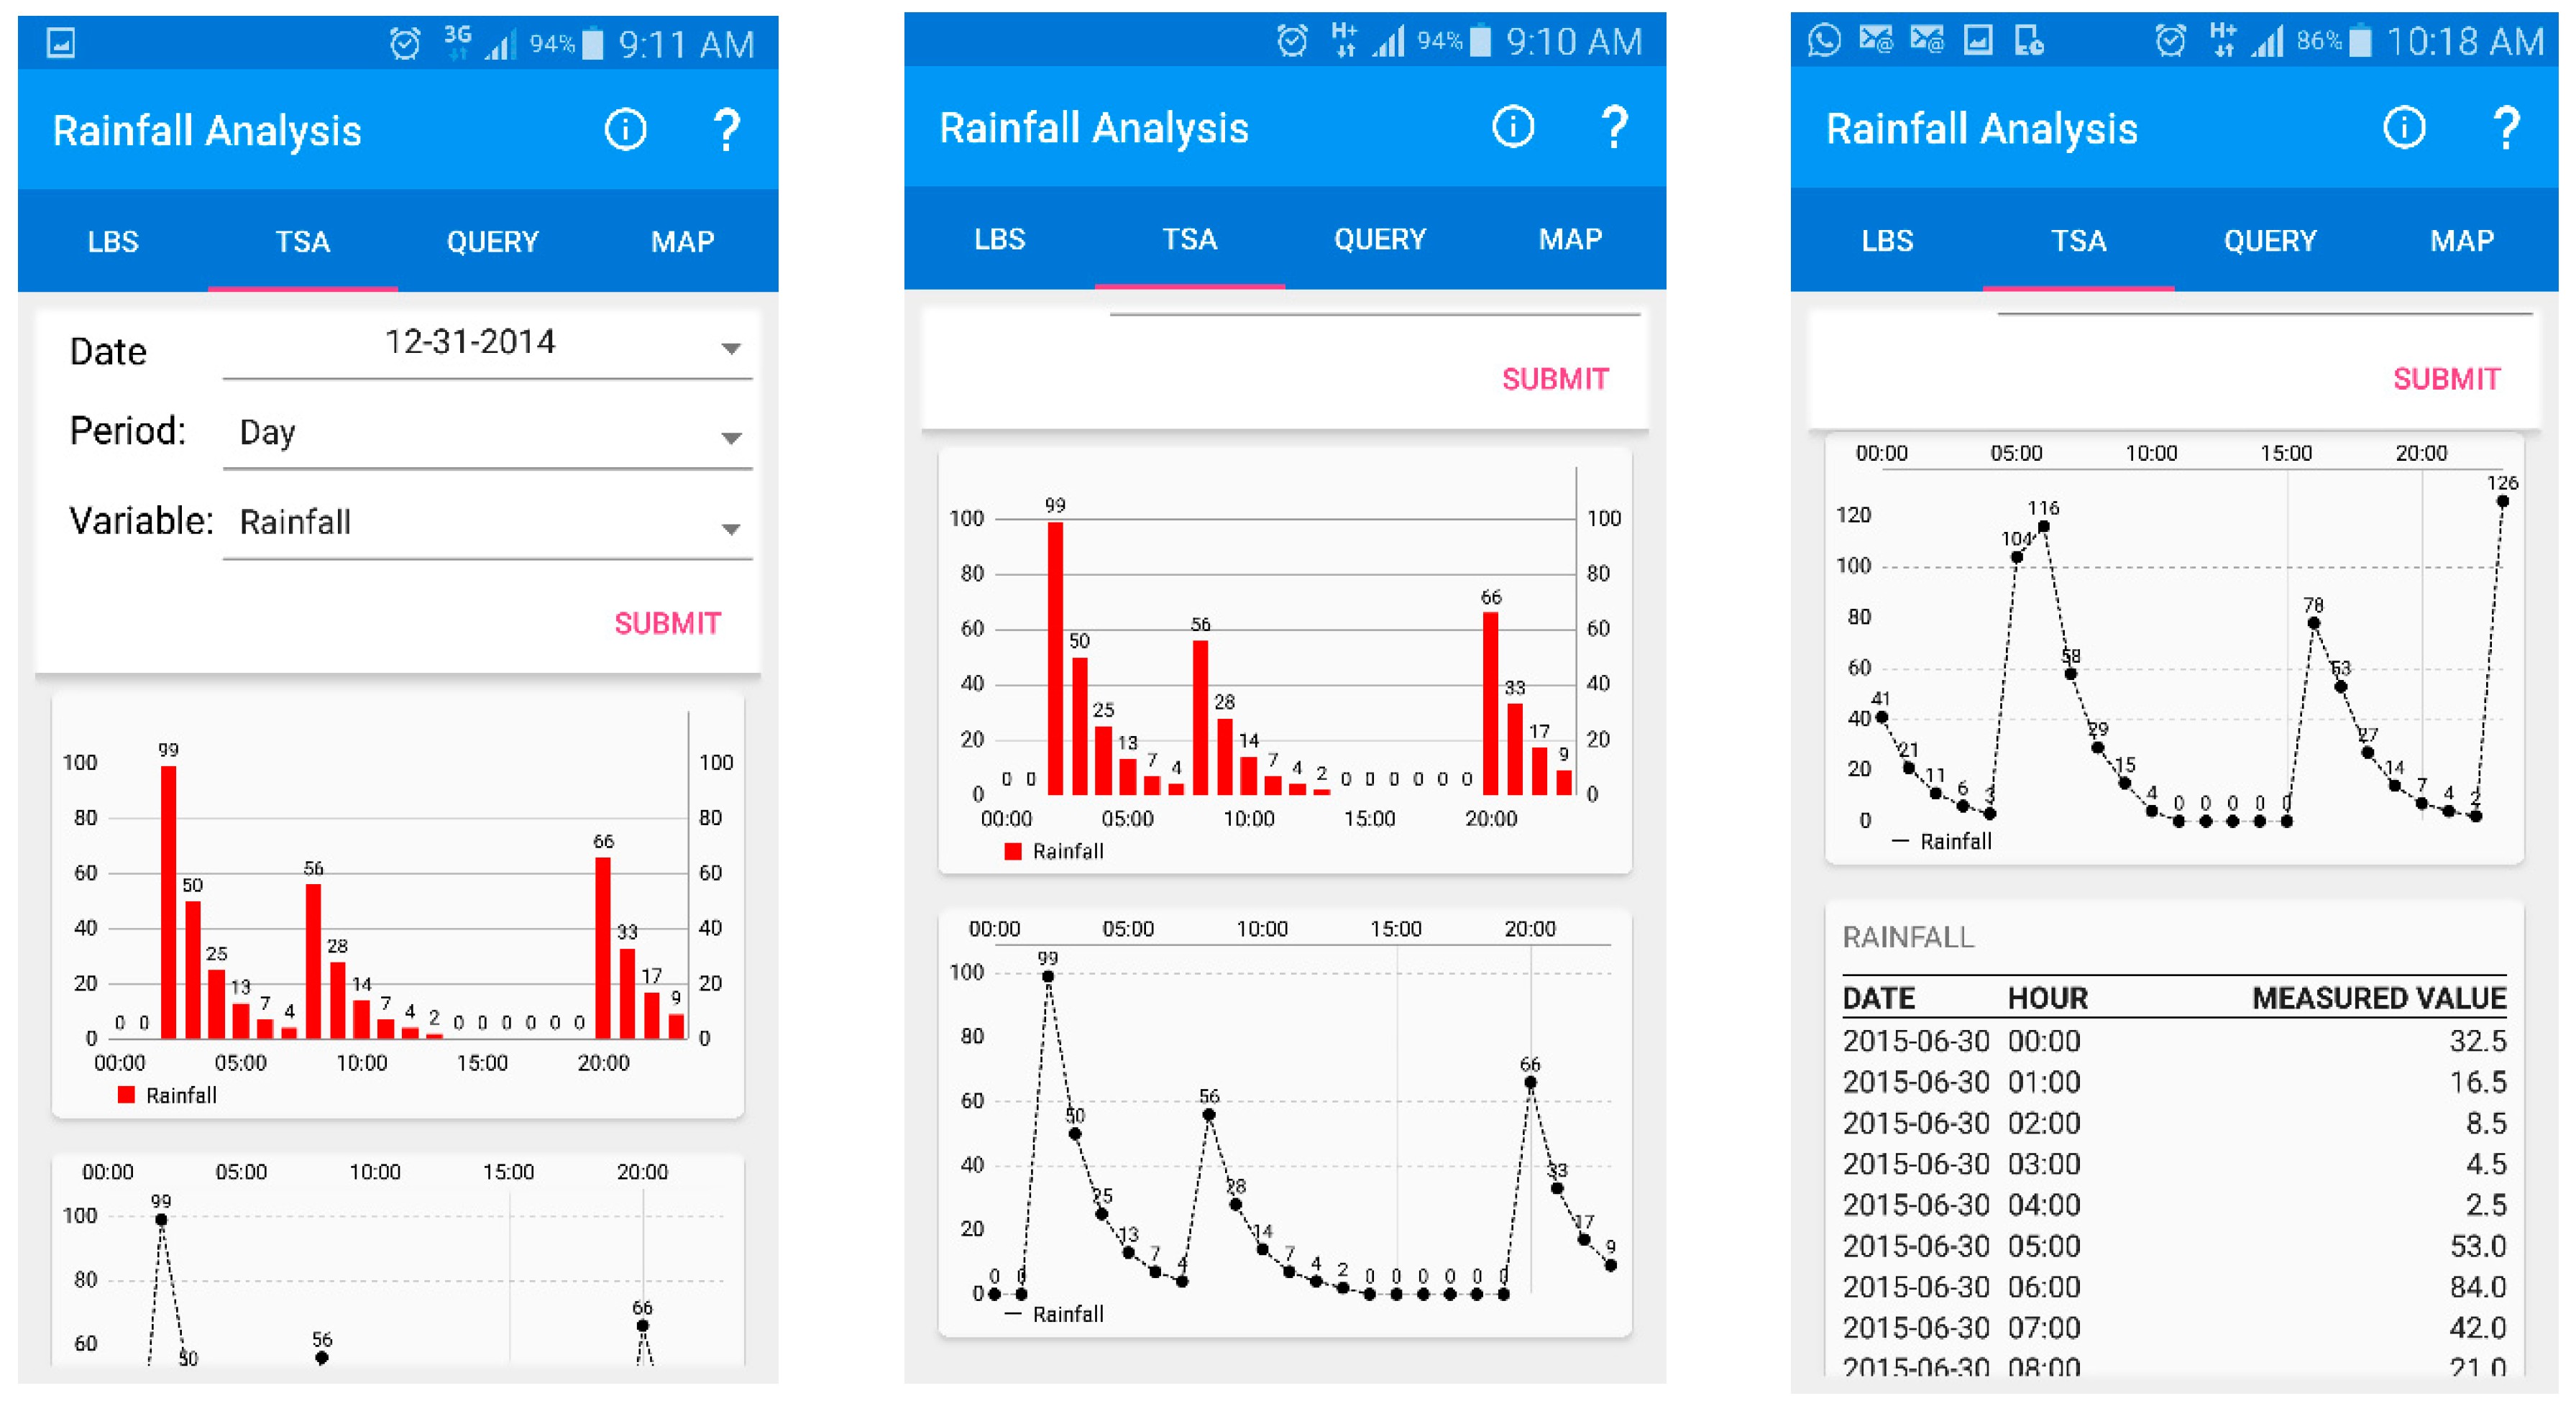 3G 94% 9:11 AM
Rainfall Analysis ?
LBS TSA QUERY MAP
Date 12-31-2014
Period: Day
Variable: Rainfall
SUBMIT
99
100 100
80 80
66
60 56 60
50
40 40
33
28
25
20 20
17
13 14
7 4 7 4 2 9
0 0 0 0 0 0 0 0 0 0
00:00 05:00 10:00 15:00 20:00
Rainfall
00:00 05:00 10:00 15:00 20:00
99
100
80
66
60 56
50
H+ 94% 9:10 AM
Rainfall Analysis ?
LBS TSA QUERY MAP
SUBMIT
99
100 100
80 80
66
60 56 60
50
40 40
33
28
25
20 20
17
13 14
7 4 7 4 2 9
0 0 0 0 0 0 0 0 0 0
00:00 05:00 10:00 15:00 20:00
Rainfall
00:00 05:00 10:00 15:00 20:00
99
100
80
66
60 56
50
40
33
28
25
20
17
13 14
7 4 7 4 2 9
0 0 0 0 0 0 0 0 0
Rainfall
H+ 86% 10:18 AM
Rainfall Analysis ?
LBS TSA QUERY MAP
SUBMIT
00:00 05:00 10:00 15:00 20:00
126
120 116
104
100
80 78
60 58 53
41
40
29 27
21
20 15 14
11 6 3 4 7 4 2
0 0 0 0 0 0
Rainfall
RAINFALL
DATE HOUR MEASURED VALUE
2015-06-30 00:00 32.5
2015-06-30 01:00 16.5
2015-06-30 02:00 8.5
2015-06-30 03:00 4.5
2015-06-30 04:00 2.5
2015-06-30 05:00 53.0
2015-06-30 06:00 84.0
2015-06-30 07:00 42.0
2015-06-30 08:00 21.0